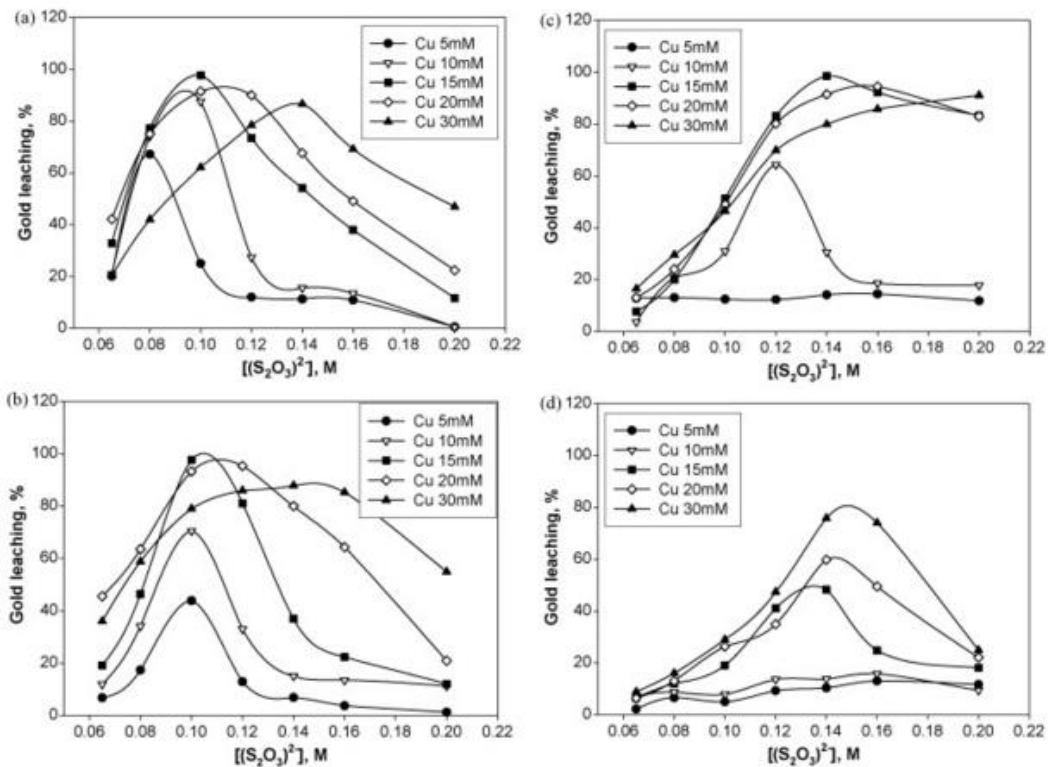 (a)
120
100
80
60
40
20
0
Gold leaching, %
Cu 5mM
Cu 10mM
Cu 15mM
Cu 20mM
Cu 30mM
0.06 0.08 0.10 0.12 0.14 0.16 0.18 0.20 0.22
[(S₂O₃)²⁻], M
(c)
120
100
80
60
40
20
0
Gold leaching, %
Cu 5mM
Cu 10mM
Cu 15mM
Cu 20mM
Cu 30mM
0.06 0.08 0.10 0.12 0.14 0.16 0.18 0.20 0.22
[(S₂O₃)²⁻], M
(b)
120
100
80
60
40
20
0
Gold leaching, %
Cu 5mM
Cu 10mM
Cu 15mM
Cu 20mM
Cu 30mM
0.06 0.08 0.10 0.12 0.14 0.16 0.18 0.20 0.22
[(S₂O₃)²⁻], M
(d)
120
100
80
60
40
20
0
Gold leaching, %
Cu 5mM
Cu 10mM
Cu 15mM
Cu 20mM
Cu 30mM
0.06 0.08 0.10 0.12 0.14 0.16 0.18 0.20 0.22
[(S₂O₃)²⁻], M